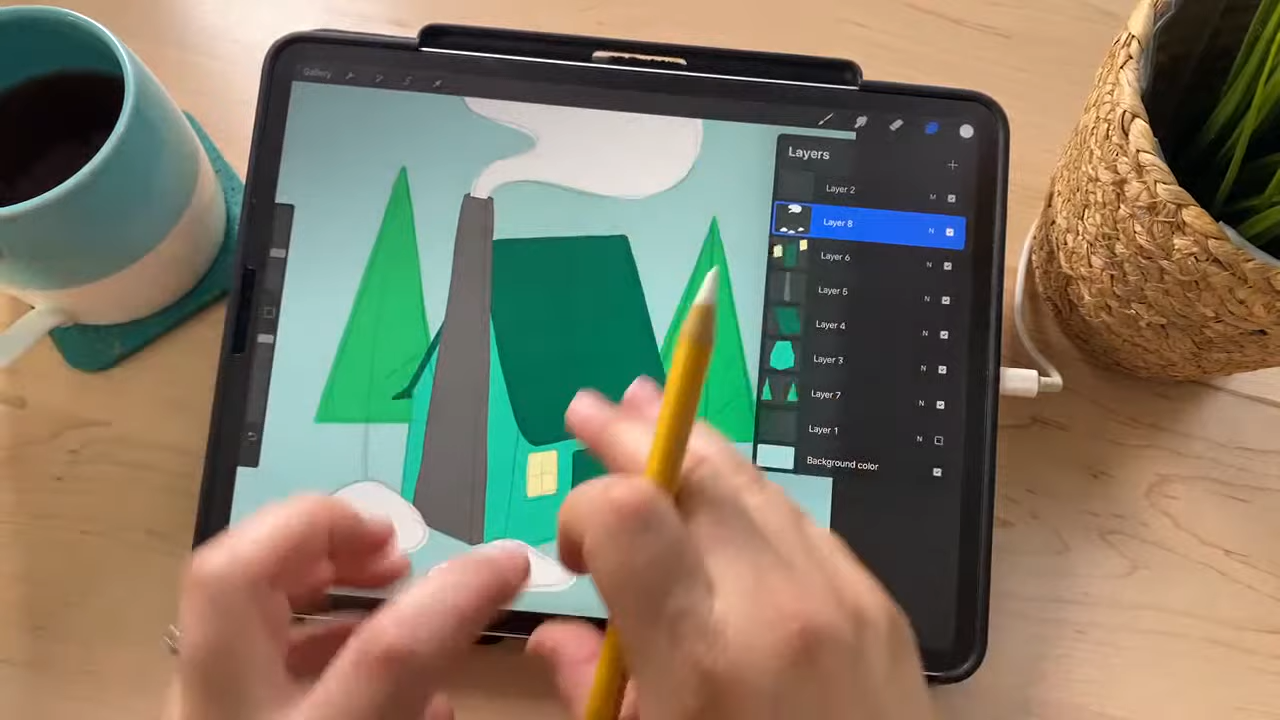 Gallery
Layers
Layer 2 M
Layer 8 N
Layer 6 N
Layer 5 N
Layer 4 N
Layer 3 N
Layer 7 N
Layer 1 N
Background color